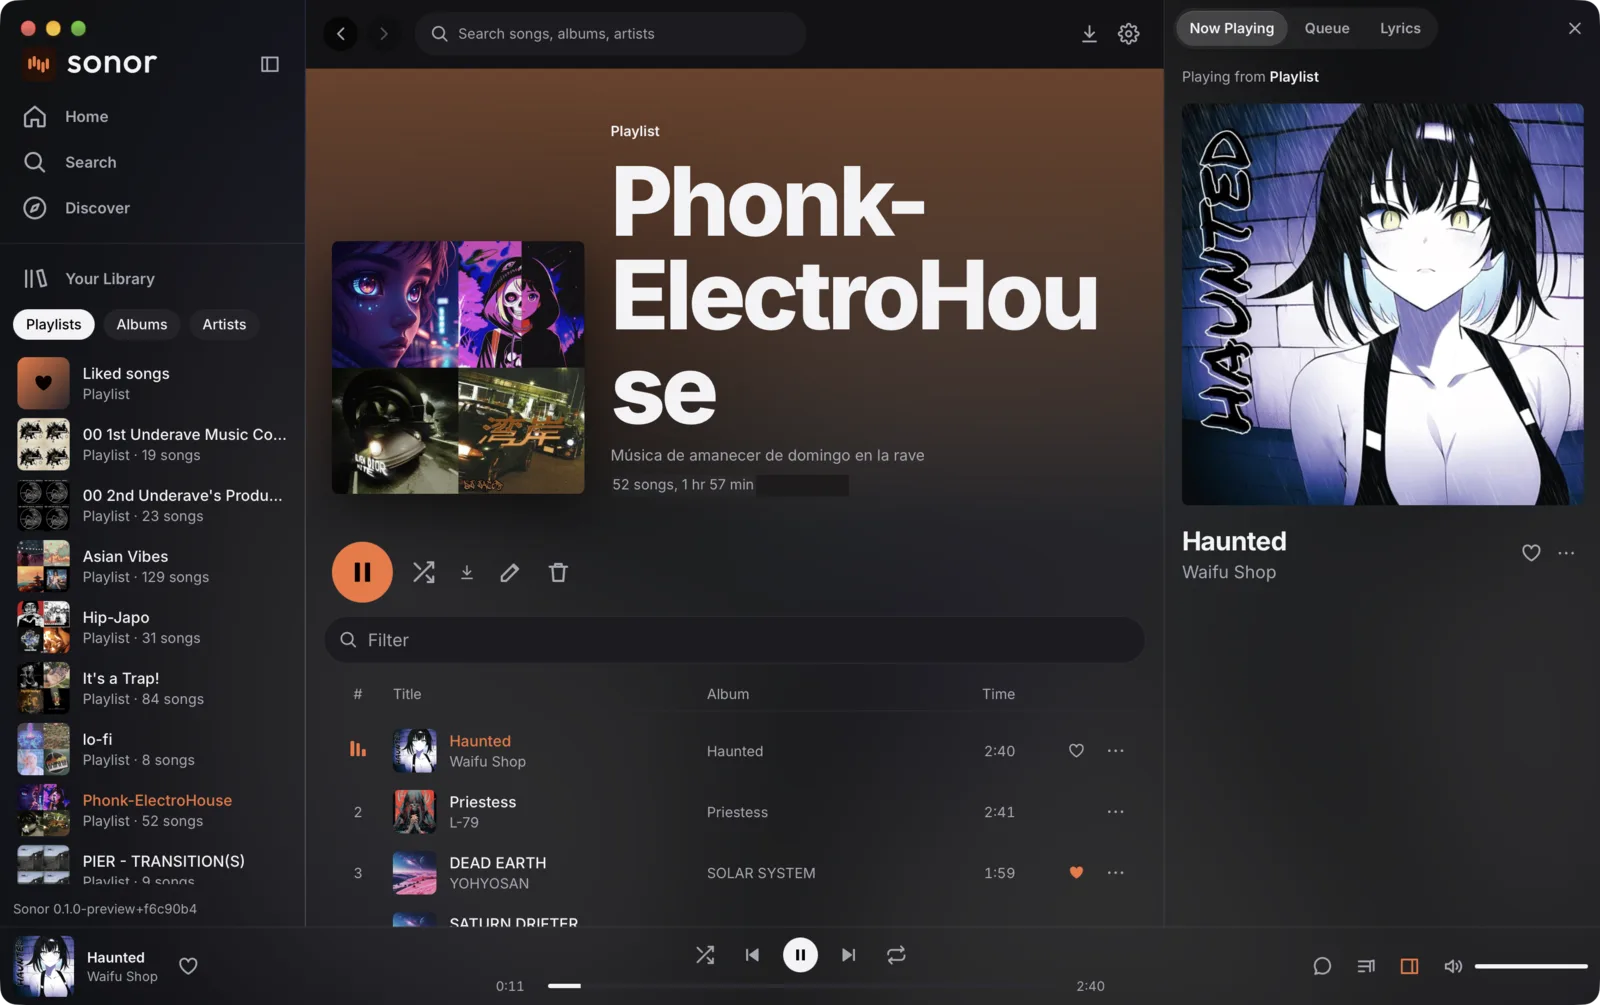 sonor
Home
Search
Discover
Your Library
Playlists
Albums
Artists
Liked songs
Playlist
00 1st Underave Music Co...
Playlist · 19 songs
00 2nd Underave's Produ...
Playlist · 23 songs
Asian Vibes
Playlist · 129 songs
Hip-Japo
Playlist · 31 songs
It's a Trap!
Playlist · 84 songs
lo-fi
Playlist · 8 songs
Phonk-ElectroHouse
Playlist · 52 songs
PIER - TRANSITION(S)
Playlist · 9 songs
Sonor 0.1.0-preview+f6c90b4
Search songs, albums, artists
Playlist
Phonk-
ElectroHou
se
湾岸
Música de amanecer de domingo en la rave
52 songs, 1 hr 57 min
Filter
# Title Album Time
Haunted
Waifu Shop
Haunted 2:40
2
Priestess
L-79
Priestess 2:41
3
DEAD EARTH
YOHYOSAN
SOLAR SYSTEM 1:59
SATURN DRIFTER
Now Playing
Queue
Lyrics
Playing from Playlist
HAUNTED
Haunted
Waifu Shop
Haunted
Waifu Shop
0:11
2:40